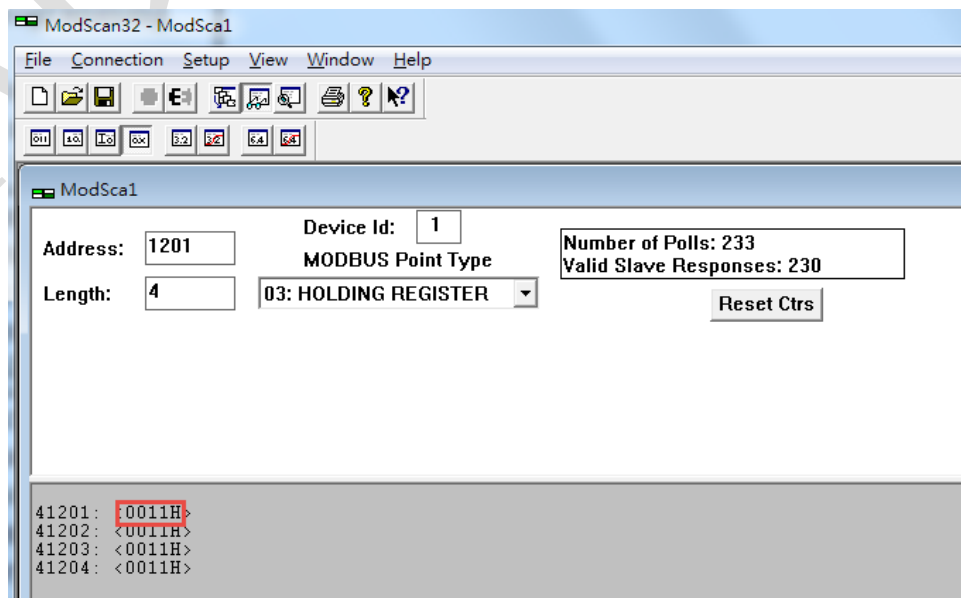 ModScan32 - ModSca1
File Connection Setup View Window Help
ModSca1
Address: 1201
Device Id: 1
MODBUS Point Type
Length: 4
03: HOLDING REGISTER
Number of Polls: 233
Valid Slave Responses: 230
Reset Ctrs
41201: <0011H>
41202: <0011H>
41203: <0011H>
41204: <0011H>